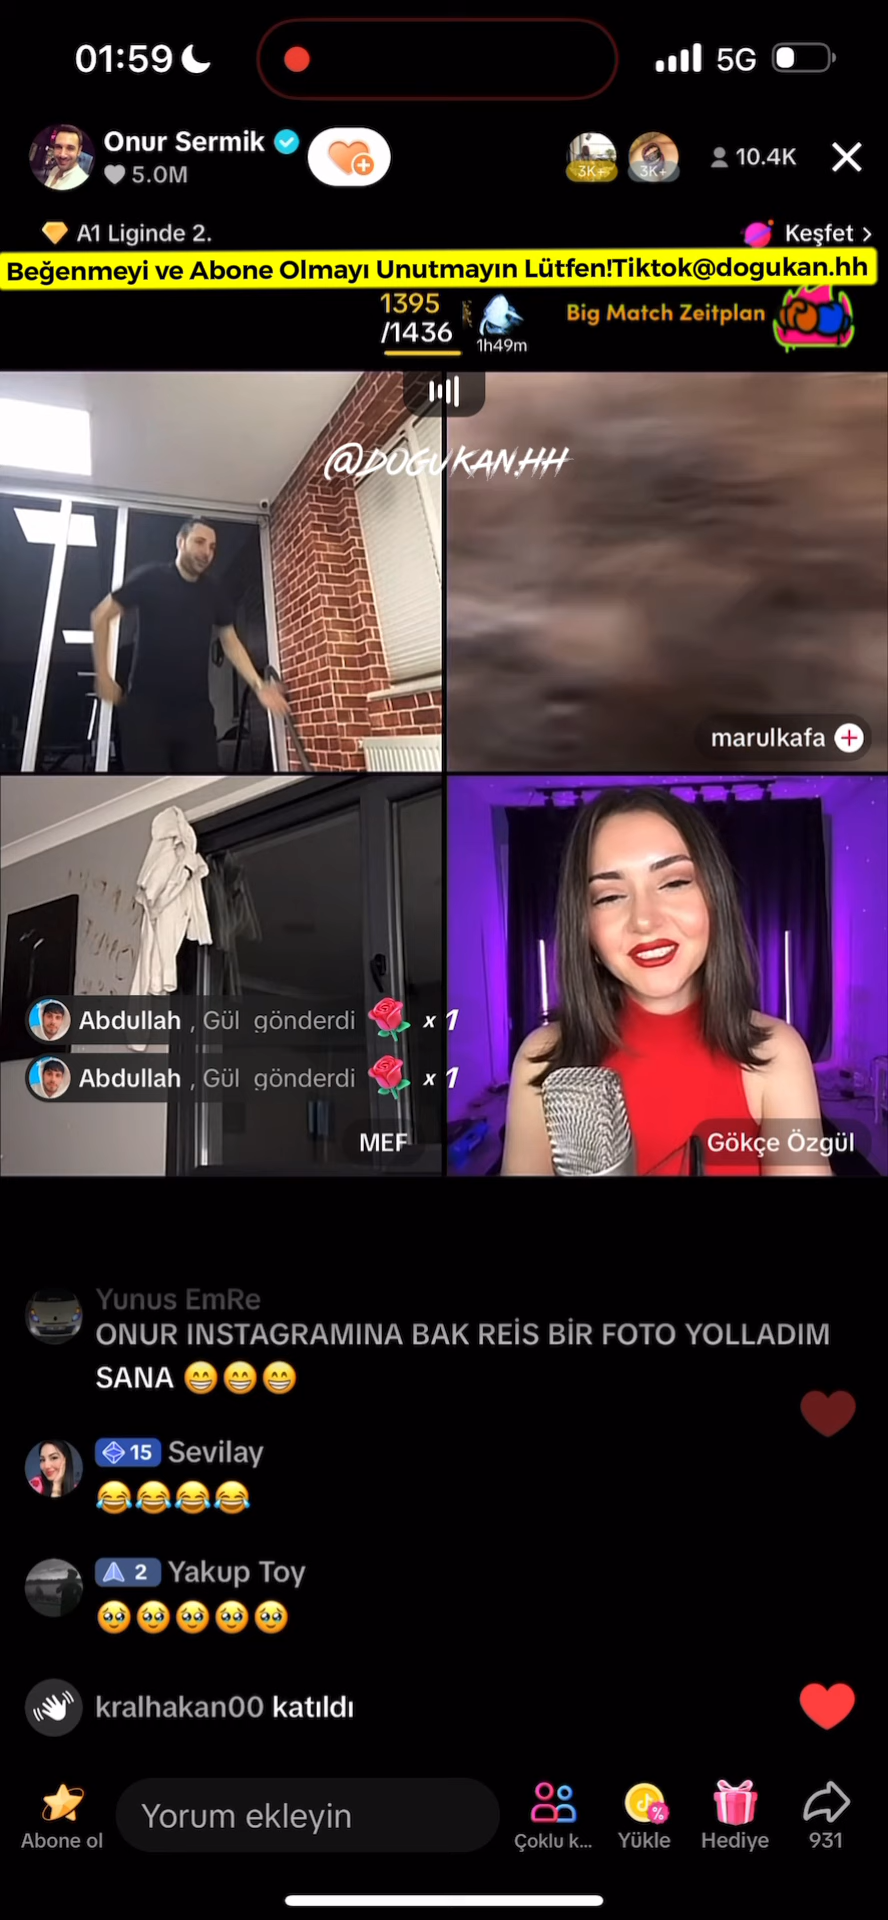 01:59
5G
Onur Sermik
5.0M
3K+
3K+
10.4K
A1 Liginde 2.
Keşfet >
Beğenmeyi ve Abone Olmayı Unutmayın Lütfen!Tiktok@dogukan.hh
1395
/1436
1h49m
Big Match Zeitplan
@DOGUKAN.HH
marulkafa
Abdullah , Gül gönderdi x 1
Abdullah , Gül gönderdi x 1
MEF
Gökçe Özgül
Yunus EmRe
ONUR INSTAGRAMINA BAK REİS BİR FOTO YOLLADIM
SANA 😁😁😁
15 Sevilay
😂😂😂😂
2 Yakup Toy
🥹🥹🥹🥹🥹
kralhakan00 katıldı
Abone ol
Yorum ekleyin
Çoklu k...
Yükle
Hediye
931